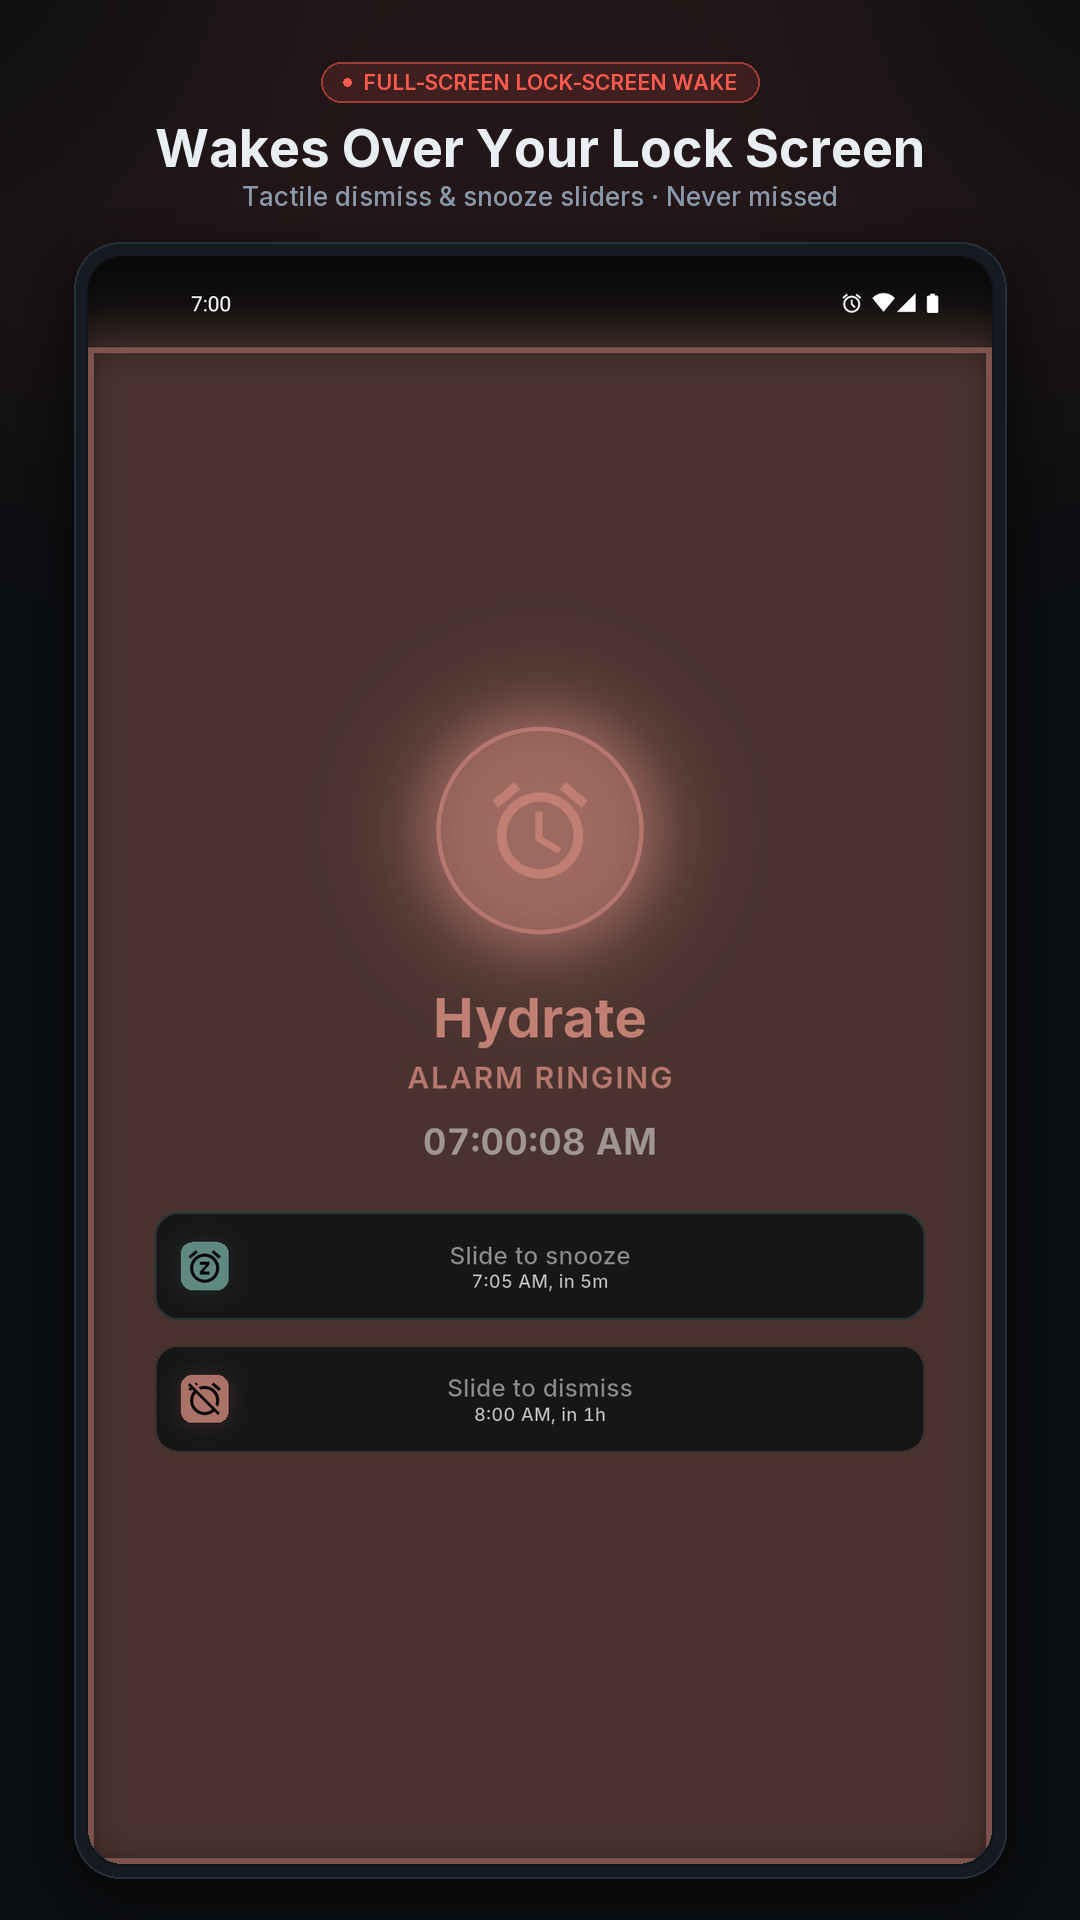 FULL-SCREEN LOCK-SCREEN WAKE
Wakes Over Your Lock Screen
Tactile dismiss & snooze sliders · Never missed
7:00
Hydrate
ALARM RINGING
07:00:08 AM
Slide to snooze
7:05 AM, in 5m
Slide to dismiss
8:00 AM, in 1h